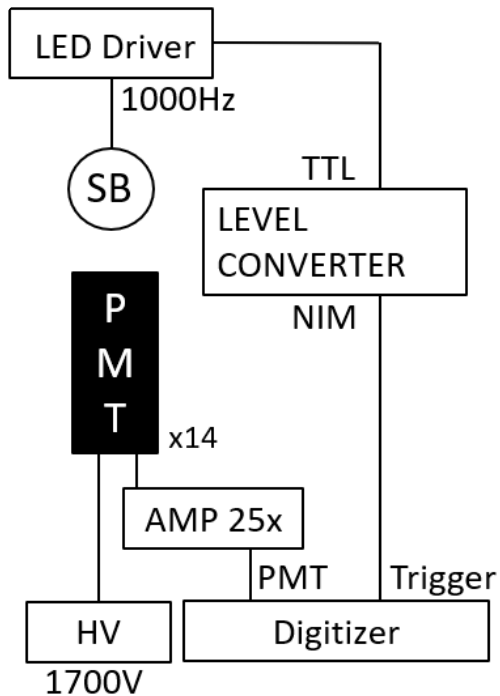 LED Driver
1000Hz
SB
TTL
LEVEL
CONVERTER
NIM
P
M
T
x14
AMP 25x
PMT
Trigger
HV
Digitizer
1700V